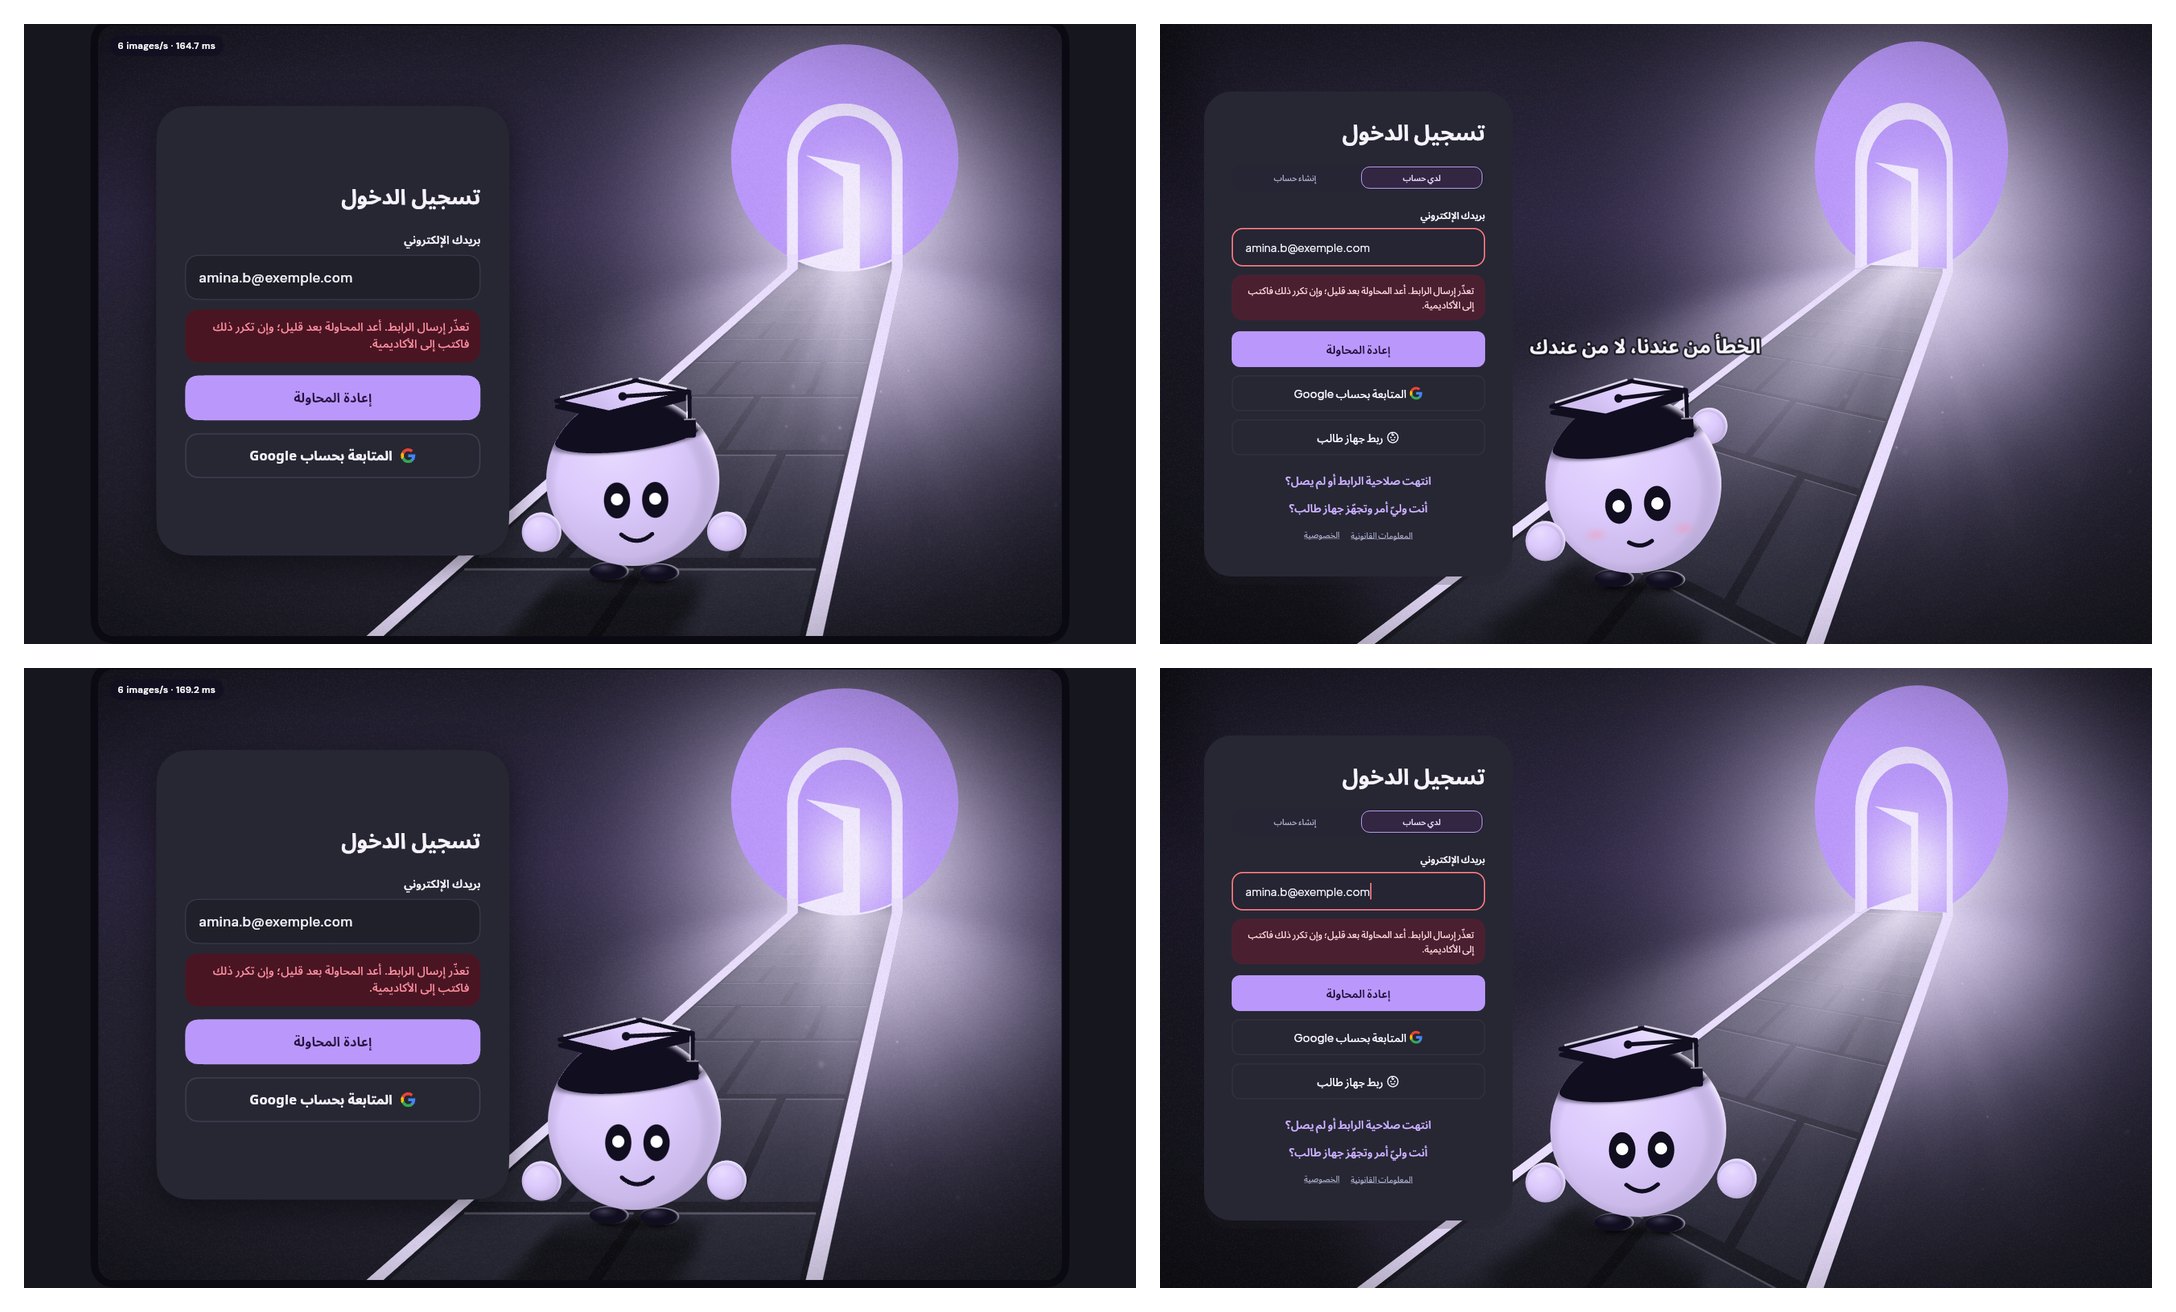 6 images/s · 164.7 ms
تسجيل الدخول
بريدك الإلكتروني
amina.b@exemple.com
تعذّر إرسال الرابط. أعد المحاولة بعد قليل؛ وإن تكرر ذلك
فاكتب إلى الأكاديمية.
إعادة المحاولة
المتابعة بحساب Google
تسجيل الدخول
لدي حساب
إنشاء حساب
بريدك الإلكتروني
amina.b@exemple.com
تعذّر إرسال الرابط. أعد المحاولة بعد قليل؛ وإن تكرر ذلك فاكتب
إلى الأكاديمية.
إعادة المحاولة
المتابعة بحساب Google
ربط جهاز طالب
انتهت صلاحية الرابط أو لم يصل؟
أنت وليّ أمر وتجهّز جهاز طالب؟
المعلومات القانونية
الخصوصية
الخطأ من عندنا، لا من عندك
6 images/s · 169.2 ms
تسجيل الدخول
بريدك الإلكتروني
amina.b@exemple.com
تعذّر إرسال الرابط. أعد المحاولة بعد قليل؛ وإن تكرر ذلك
فاكتب إلى الأكاديمية.
إعادة المحاولة
المتابعة بحساب Google
تسجيل الدخول
لدي حساب
إنشاء حساب
بريدك الإلكتروني
amina.b@exemple.com
تعذّر إرسال الرابط. أعد المحاولة بعد قليل؛ وإن تكرر ذلك فاكتب
إلى الأكاديمية.
إعادة المحاولة
المتابعة بحساب Google
ربط جهاز طالب
انتهت صلاحية الرابط أو لم يصل؟
أنت وليّ أمر وتجهّز جهاز طالب؟
المعلومات القانونية
الخصوصية